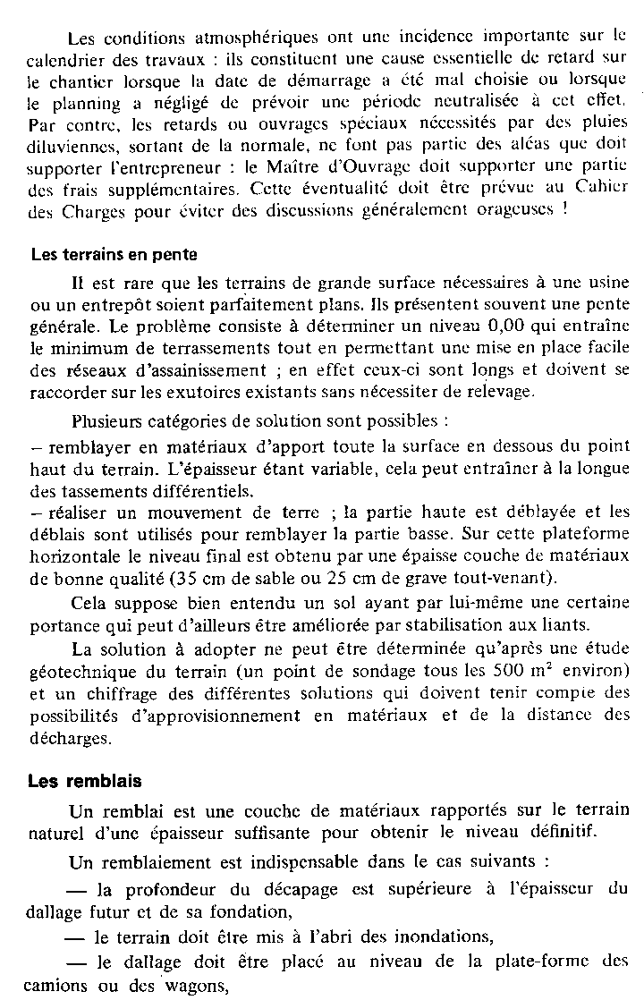 Les conditions atmosphériques ont une incidence importante sur le
calendrier des travaux : ils constituent une cause essentielle de retard sur
le chantier lorsque la date de démarrage a été mal choisie ou lorsque
le planning a négligé de prévoir une période neutralisée à cet effet.
Par contre, les retards ou ouvrages spéciaux nécessités par des pluies
diluviennes, sortant de la normale, ne font pas partie des aléas que doit
supporter l'entrepreneur : le Maître d'Ouvrage doit supporter une partie
des frais supplémentaires. Cette éventualité doit être prévue au Cahier
des Charges pour éviter des discussions généralement orageuses !
Les terrains en pente
Il est rare que les terrains de grande surface nécessaires à une usine
ou un entrepôt soient parfaitement plans. Ils présentent souvent une pente
générale. Le problème consiste à déterminer un niveau 0,00 qui entraîne
le minimum de terrassements tout en permettant une mise en place facile
des réseaux d'assainissement ; en effet ceux-ci sont longs et doivent se
raccorder sur les exutoires existants sans nécessiter de relevage.
Plusieurs catégories de solution sont possibles :
– remblayer en matériaux d'apport toute la surface en dessous du point
haut du terrain. L'épaisseur étant variable, cela peut entraîner à la longue
des tassements différentiels.
– réaliser un mouvement de terre ; la partie haute est déblayée et les
déblais sont utilisés pour remblayer la partie basse. Sur cette plateforme
horizontale le niveau final est obtenu par une épaisse couche de matériaux
de bonne qualité (35 cm de sable ou 25 cm de grave tout-venant).
Cela suppose bien entendu un sol ayant par lui-même une certaine
portance qui peut d'ailleurs être améliorée par stabilisation aux liants.
La solution à adopter ne peut être déterminée qu'après une étude
géotechnique du terrain (un point de sondage tous les 500 m² environ)
et un chiffrage des différentes solutions qui doivent tenir compte des
possibilités d'approvisionnement en matériaux et de la distance des
décharges.
Les remblais
Un remblai est une couche de matériaux rapportés sur le terrain
naturel d'une épaisseur suffisante pour obtenir le niveau définitif.
Un remblaiement est indispensable dans le cas suivants :
— la profondeur du décapage est supérieure à l'épaisseur du
dallage futur et de sa fondation,
— le terrain doit être mis à l'abri des inondations,
— le dallage doit être placé au niveau de la plate-forme des
camions ou des wagons,